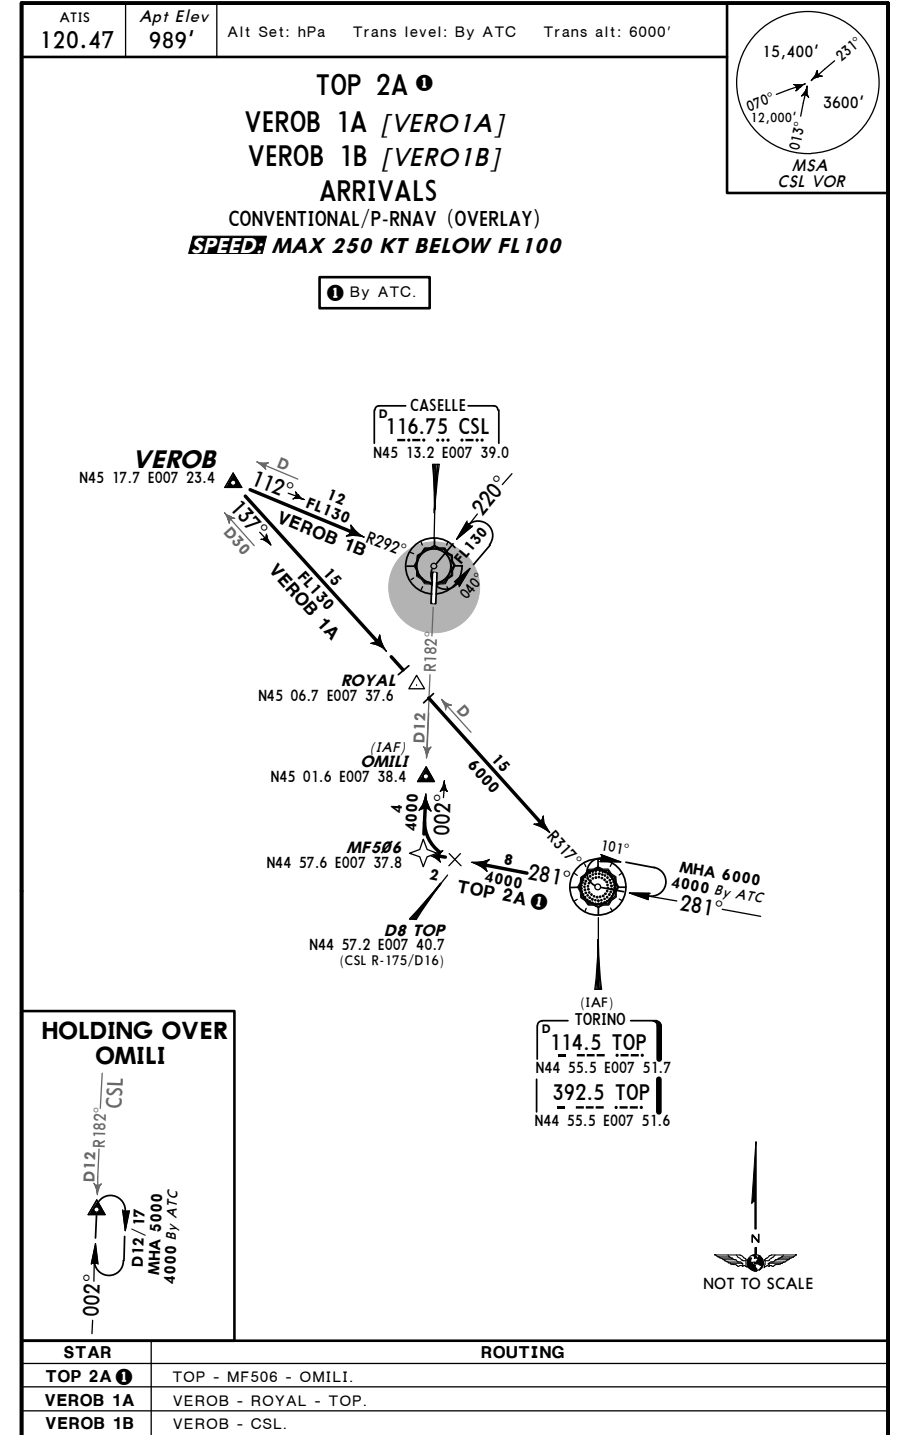 ATIS
120.47
Apt Elev
989'
Alt Set: hPa Trans level: By ATC Trans alt: 6000'
15,400'
231°
070°
12,000'
3600'
013°
MSA
CSL VOR
TOP 2A ❶
VEROB 1A [VERO1A]
VEROB 1B [VERO1B]
ARRIVALS
CONVENTIONAL/P-RNAV (OVERLAY)
SPEED: MAX 250 KT BELOW FL100
❶ By ATC.
CASELLE
D
116.75 CSL
N45 13.2 E007 39.0
VEROB
N45 17.7 E007 23.4
D
112°
12
FL130
VEROB 1B
R292°
220°
FL130
040°
137°
D30
15
FL130
VEROB 1A
R182°
ROYAL
N45 06.7 E007 37.6
D12
D
(IAF)
OMILI
N45 01.6 E007 38.4
15
6000
4
4000
002°
R317°
101°
MF506
N44 57.6 E007 37.8
2
8
4000
281°
TOP 2A ❶
MHA 6000
4000 By ATC
281°
D8 TOP
N44 57.2 E007 40.7
(CSL R-175/D16)
(IAF)
TORINO
D
114.5 TOP
N44 55.5 E007 51.7
392.5 TOP
N44 55.5 E007 51.6
HOLDING OVER
OMILI
CSL
D12
R182°
D12/17
MHA 5000
4000 By ATC
002°
N
NOT TO SCALE
STAR ROUTING
TOP 2A ❶ TOP - MF506 - OMILI.
VEROB 1A VEROB - ROYAL - TOP.
VEROB 1B VEROB - CSL.